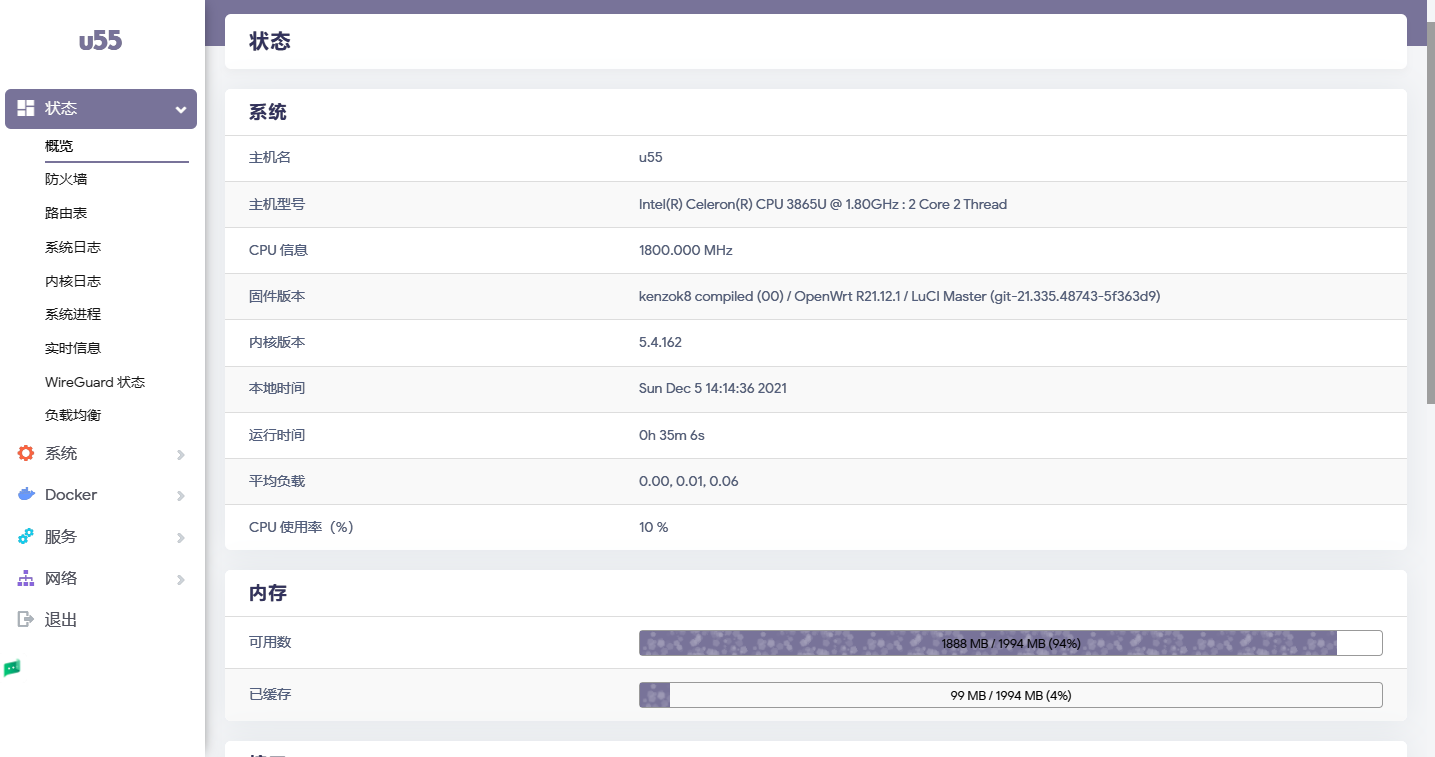 u55
状态
概览
防火墙
路由表
系统日志
内核日志
系统进程
实时信息
WireGuard 状态
负载均衡
系统
Docker
服务
网络
退出
状态
系统
主机名 u55
主机型号 Intel(R) Celeron(R) CPU 3865U @ 1.80GHz : 2 Core 2 Thread
CPU 信息 1800.000 MHz
固件版本 kenzok8 compiled (00) / OpenWrt R21.12.1 / LuCI Master (git-21.335.48743-5f363d9)
内核版本 5.4.162
本地时间 Sun Dec 5 14:14:36 2021
运行时间 0h 35m 6s
平均负载 0.00, 0.01, 0.06
CPU 使用率（%） 10 %
内存
可用数 1888 MB / 1994 MB (94%)
已缓存 99 MB / 1994 MB (4%)